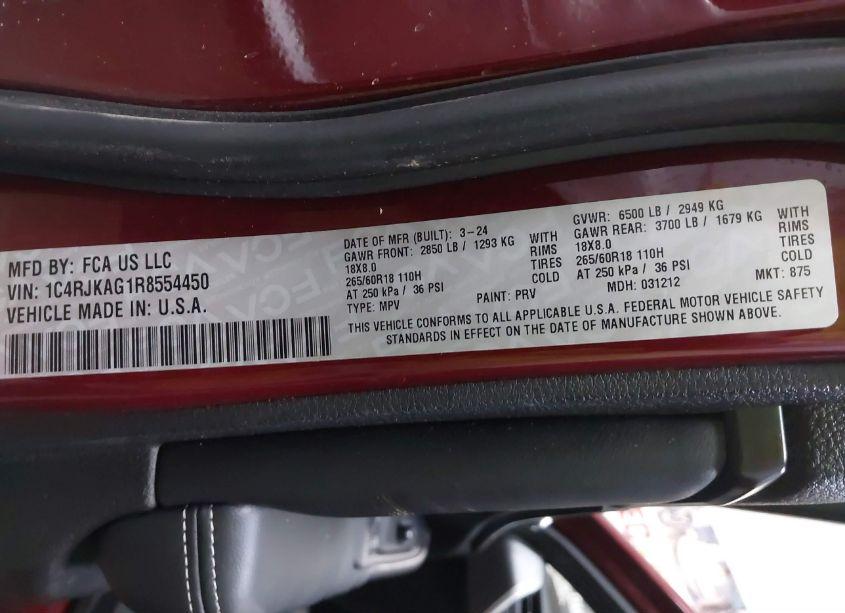 MFD BY: FCA US LLC
VIN: 1C4RJKAG1R8554450
VEHICLE MADE IN: U.S.A.
DATE OF MFR (BUILT): 3-24
GAWR FRONT: 2850 LB / 1293 KG WITH
18X8.0 RIMS
265/60R18 110H TIRES
AT 250 kPa / 36 PSI COLD
TYPE: MPV PAINT: PRV
GVWR: 6500 LB / 2949 KG
GAWR REAR: 3700 LB / 1679 KG WITH
18X8.0 RIMS
265/60R18 110H TIRES
AT 250 kPa / 36 PSI COLD
MDH: 031212 MKT: 875
THIS VEHICLE CONFORMS TO ALL APPLICABLE U.S.A. FEDERAL MOTOR VEHICLE SAFETY
STANDARDS IN EFFECT ON THE DATE OF MANUFACTURE SHOWN ABOVE.